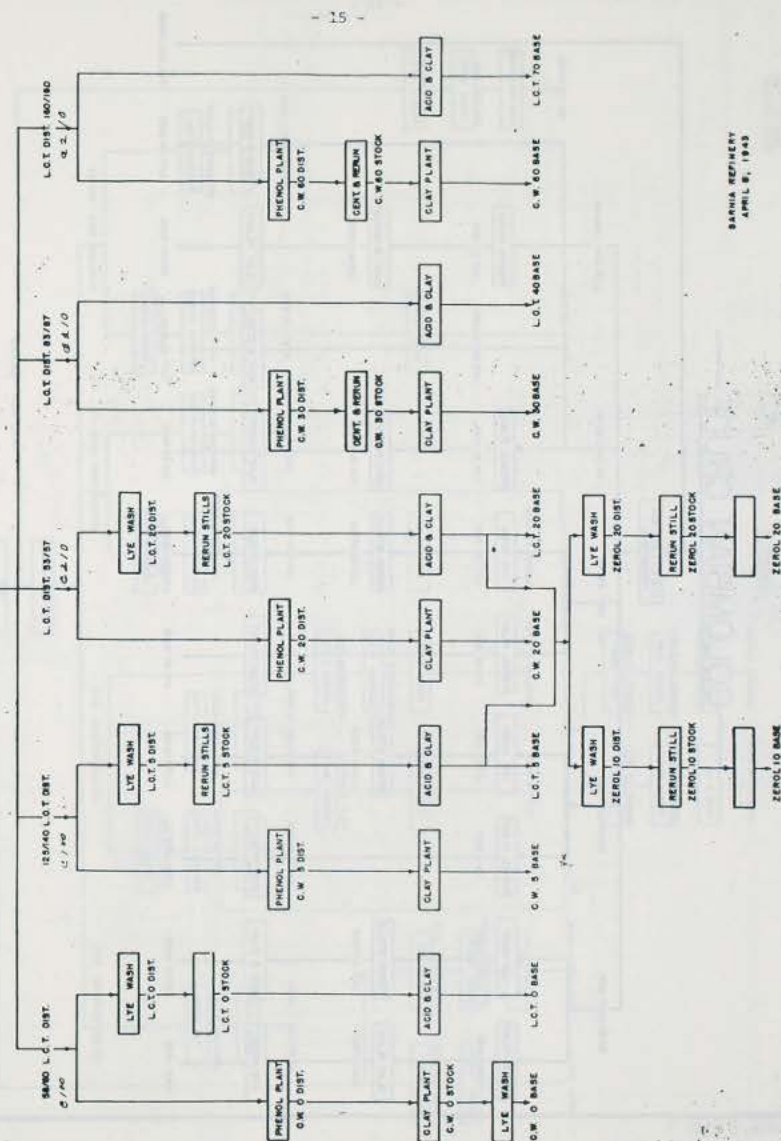 - 15 -
58/60 L.C.T. DIST.
125/140 L.C.T. DIST.
L.C.T. DIST. 53/57
L.C.T. DIST. 83/87
L.C.T. DIST. 160/180
LYE WASH
L.C.T. 0 DIST.
L.C.T. 0 STOCK
PHENOL PLANT
C.W. 0 DIST.
CLAY PLANT
C.W. 0 STOCK
LYE WASH
C.W. 0 BASE
ACID & CLAY
L.C.T. 0 BASE
LYE WASH
L.C.T. 5 DIST.
RERUN STILLS
L.C.T. 5 STOCK
PHENOL PLANT
C.W. 5 DIST.
CLAY PLANT
C.W. 5 BASE
ACID & CLAY
L.C.T. 5 BASE
LYE WASH
L.C.T. 20 DIST.
RERUN STILLS
L.C.T. 20 STOCK
PHENOL PLANT
C.W. 20 DIST.
CLAY PLANT
C.W. 20 BASE
ACID & CLAY
L.C.T. 20 BASE
PHENOL PLANT
C.W. 30 DIST.
CENT. & RERUN
C.W. 30 STOCK
CLAY PLANT
C.W. 30 BASE
ACID & CLAY
L.C.T. 40 BASE
PHENOL PLANT
C.W. 60 DIST.
CENT. & RERUN
C.W. 60 STOCK
CLAY PLANT
C.W. 60 BASE
ACID & CLAY
L.C.T. 70 BASE
LYE WASH
ZEROL 10 DIST.
RERUN STILL
ZEROL 10 STOCK
ZEROL 10 BASE
LYE WASH
ZEROL 20 DIST.
RERUN STILL
ZEROL 20 STOCK
ZEROL 20 BASE
SARNIA REFINERY
APRIL 8, 1943